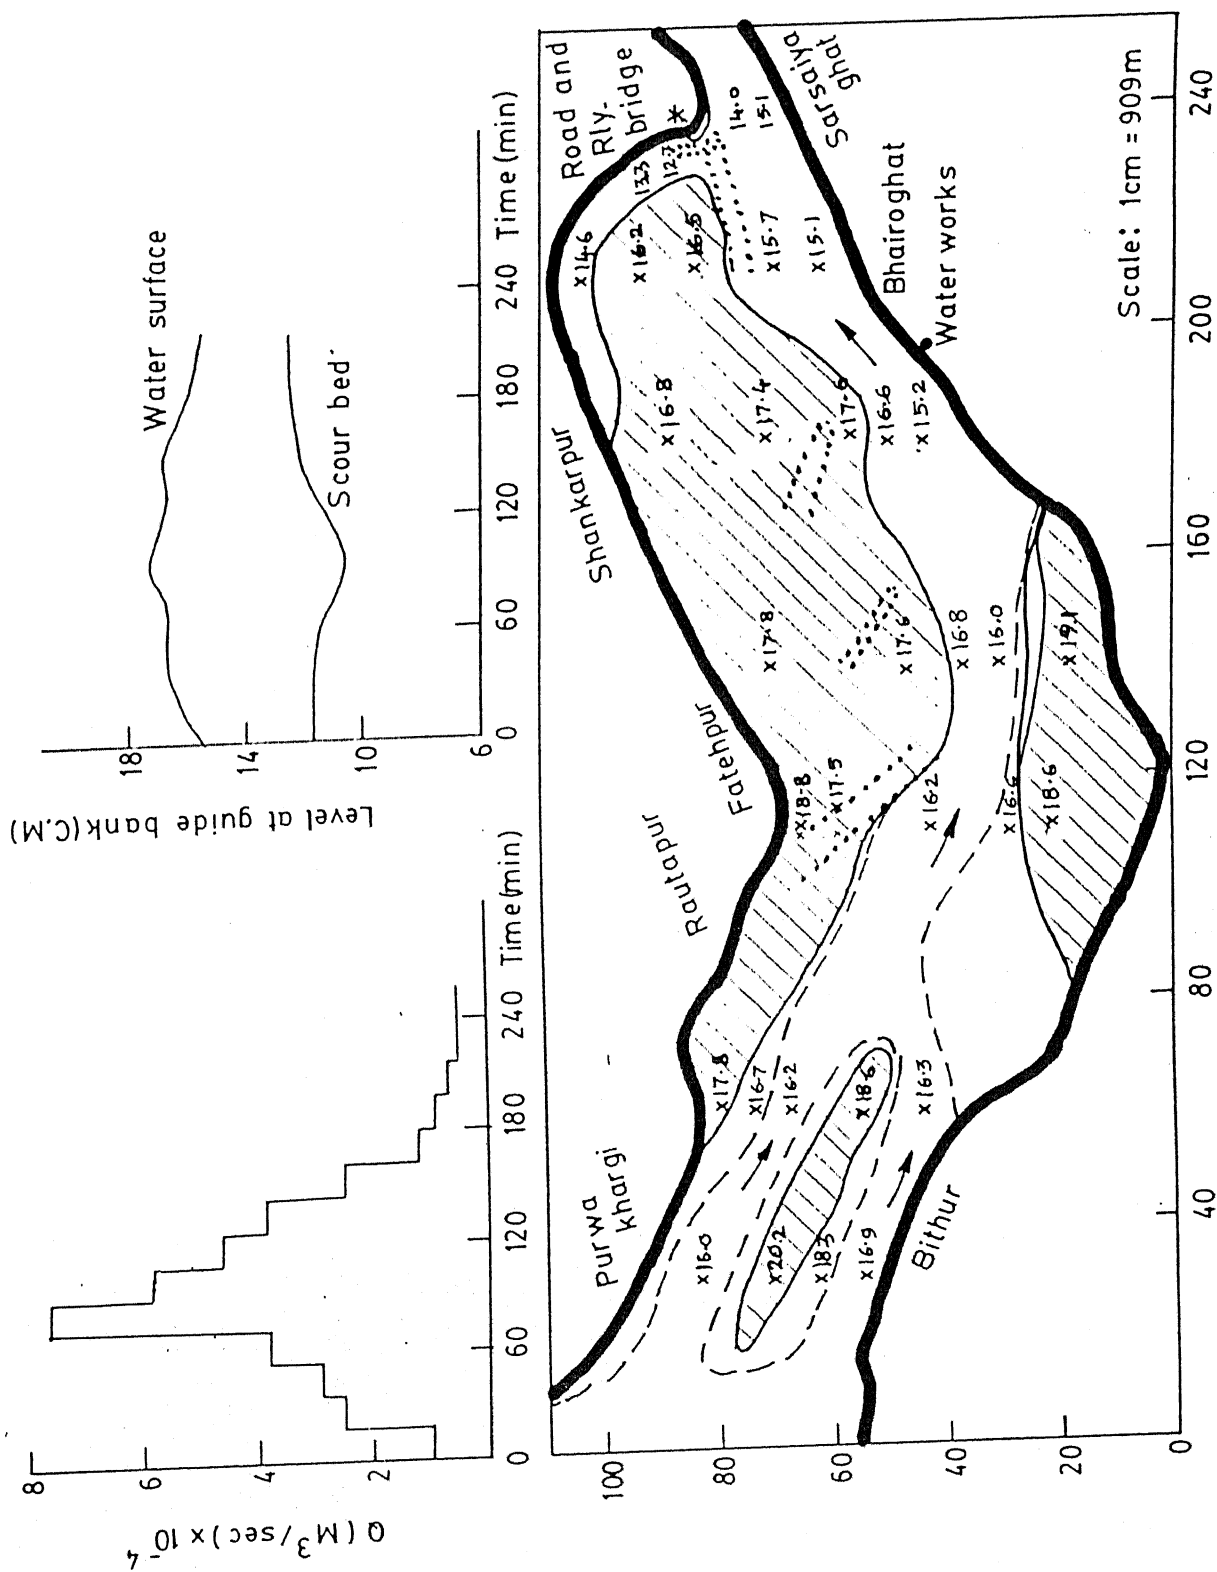 Q (M³/sec) x 10⁻⁴
8
6
4
2
0
60
120
180
240
Time (min)
Level at guide bank (C.M)
18
14
10
6
0
60
120
180
240
Time (min)
Water surface
Scour bed
Purwa
khargi
Rautapur
Fatehpur
Shankarpur
Road and
Rly-
bridge
*
Sarsaiya
ghat
Bhairoghat
Water works
Bithur
x16.0
x20.2
x18.3
x16.9
x17.8
x16.7
x16.2
x18.6
x16.3
x18.8
x17.5
x16.2
x16.6
x18.6
x17.8
x17.6
x16.8
x16.0
x19.1
x16.8
x17.4
x17.6
x16.6
x15.2
x14.6
x16.2
x16.5
x15.7
x15.1
13.3
12.7
14.0
15.1
100
80
60
40
20
0
40
80
120
160
200
240
Scale: 1cm = 909m